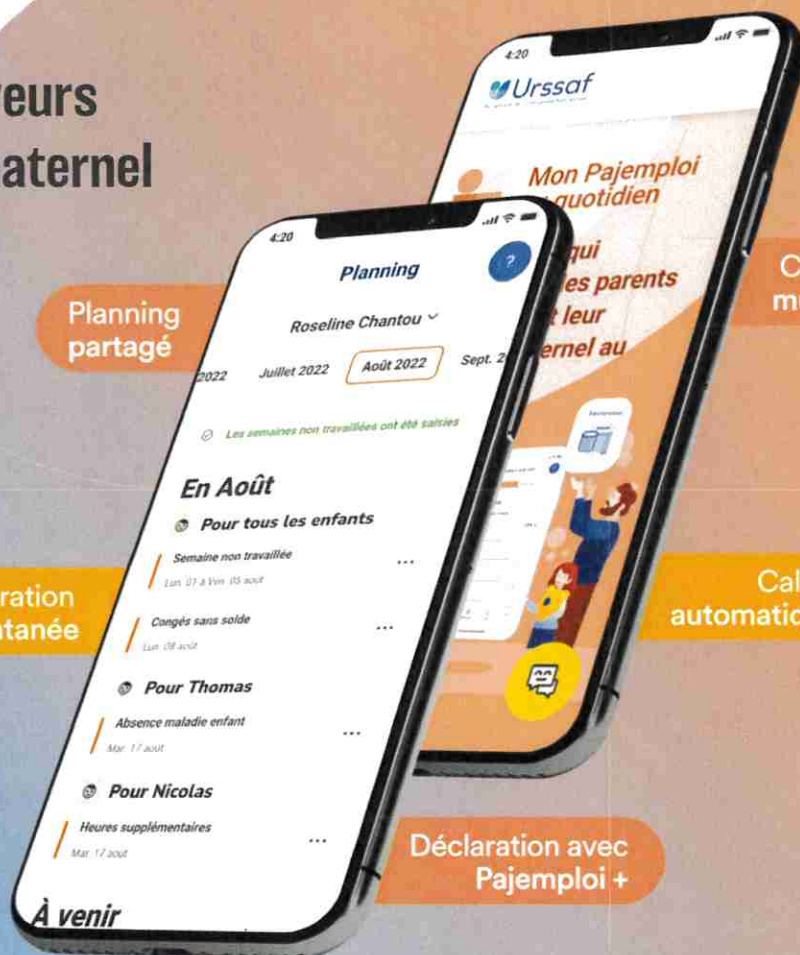 eurs
aternel
Planning
partagé
ration
tanée
4:20
Planning
Roseline Chantou
2022 Juillet 2022 Août 2022 Sept. 2
Les semaines non travaillées ont été saisies
En Août
Pour tous les enfants
Semaine non travaillée
Lun. 01 à Ven. 05 août
...
Congés sans solde
Lun. 08 août
...
Pour Thomas
Absence maladie enfant
Mar. 17 août
...
Pour Nicolas
Heures supplémentaires
Mar. 17 août
...
À venir
4:20
Urssaf
Mon Pajemploi
quotidien
qui
es parents
t leur
ernel au
C
m
Cal
automatiq
Déclaration avec
Pajemploi +